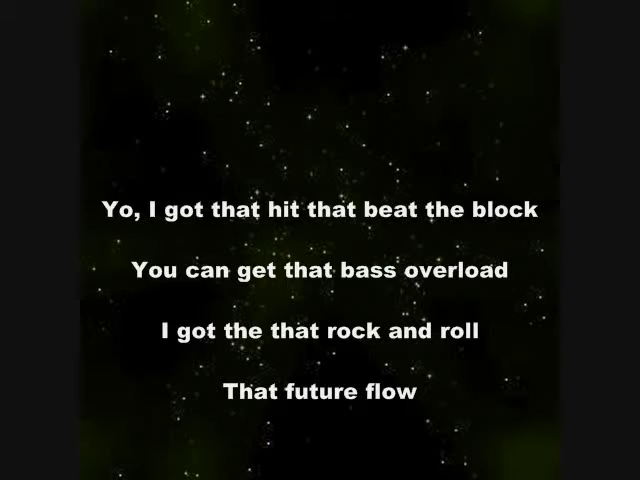 Yo, I got that hit that beat the block
You can get that bass overload
I got the that rock and roll
That future flow